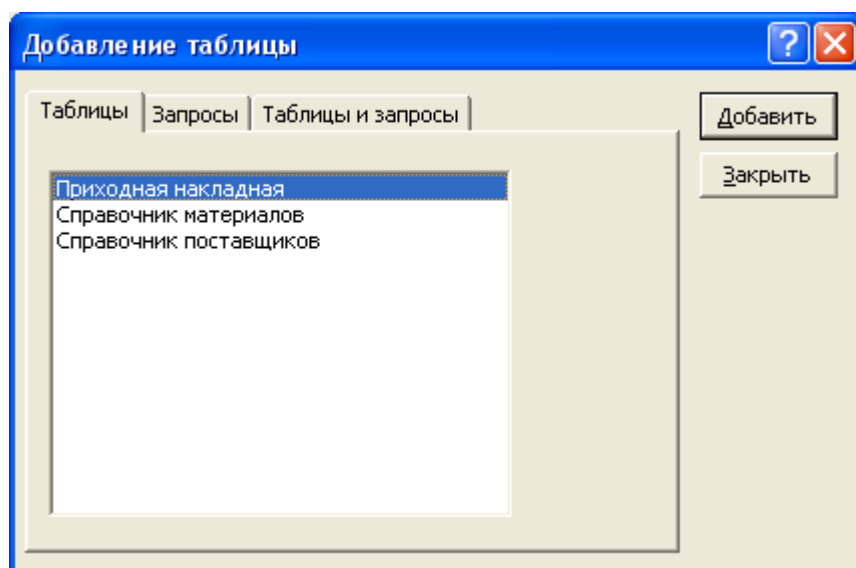 Добавление таблицы
Таблицы Запросы Таблицы и запросы
Добавить
Закрыть
Приходная накладная
Справочник материалов
Справочник поставщиков